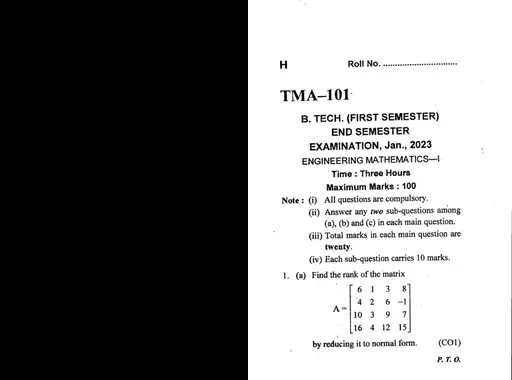 H Roll No. ..............................
TMA–101
B. TECH. (FIRST SEMESTER)
END SEMESTER
EXAMINATION, Jan., 2023
ENGINEERING MATHEMATICS—I
Time : Three Hours
Maximum Marks : 100
Note : (i) All questions are compulsory.
(ii) Answer any two sub-questions among
(a), (b) and (c) in each main question.
(iii) Total marks in each main question are
twenty.
(iv) Each sub-question carries 10 marks.
1. (a) Find the rank of the matrix
A = [6 1 3 8
4 2 6 –1
10 3 9 7
16 4 12 15]
by reducing it to normal form. (CO1)
P. T. O.